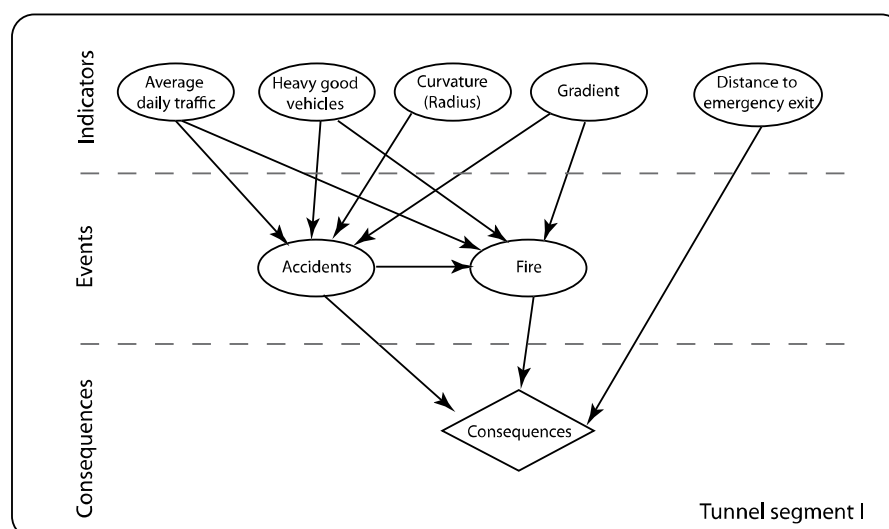 Indicators
Average
daily traffic
Heavy good
vehicles
Curvature
(Radius)
Gradient
Distance to
emergency exit
Events
Accidents
Fire
Consequences
Consequences
Tunnel segment I